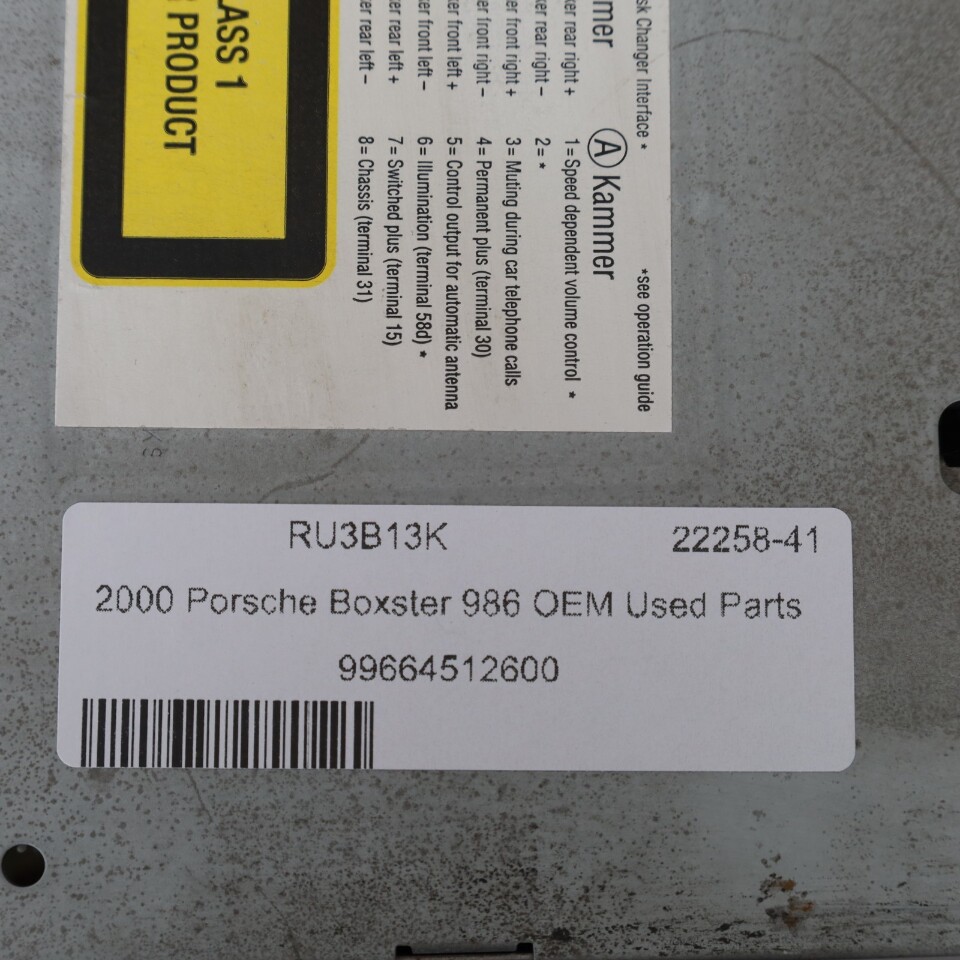 LASS 1
PRODUCT
sk Changer Interface *
*see operation guide
mmer
Ⓐ Kammer
rear right +
1 = Speed dependent volume control *
er rear right –
2 = *
er front right +
3 = Muting during car telephone calls
er front right –
4 = Permanent plus (terminal 30)
er front left +
5 = Control output for automatic antenna
er front left –
6 = Illumination (terminal 58d) *
er rear left +
7 = Switched plus (terminal 15)
er rear left –
8 = Chassis (terminal 31)
RU3B13K 22258-41
2000 Porsche Boxster 986 OEM Used Parts
99664512600